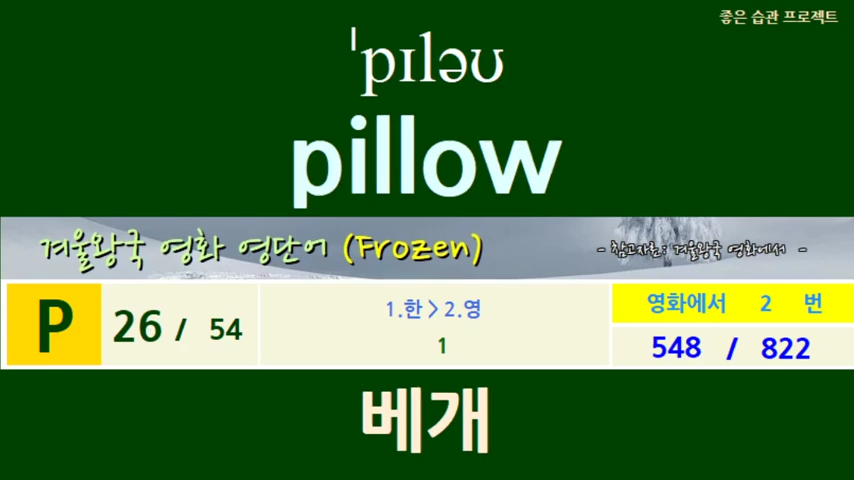 좋은 습관 프로젝트
ˈpɪləʊ
pillow
겨울왕국 영화 영단어 (Frozen)
- 참고자료: 겨울왕국 영화에서 -
P 26 / 54
1.한 > 2.영
1
영화에서 2 번
548 / 822
베개